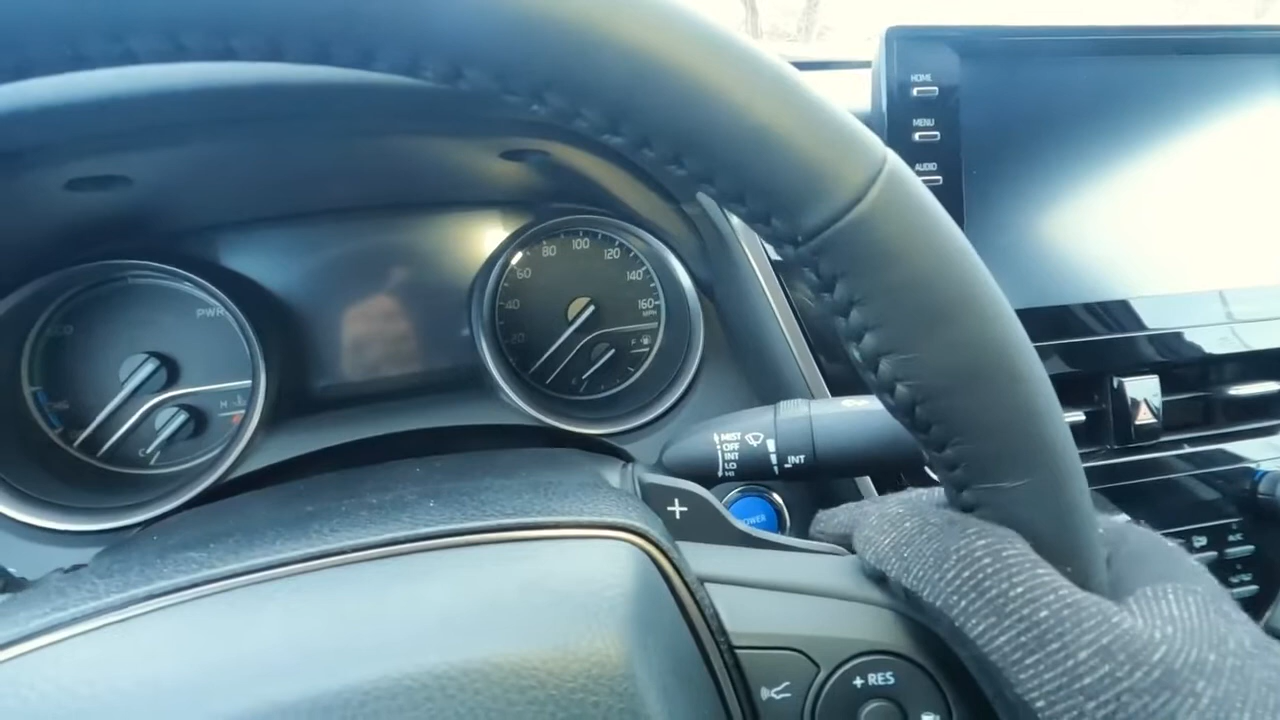 HOME
MENU
AUDIO
PWR
ECO
H
C
20
40
60
80
100
120
140
160
MPH
F
MIST
OFF
INT
LO
HI
INT
+
POWER
+RES
A/C